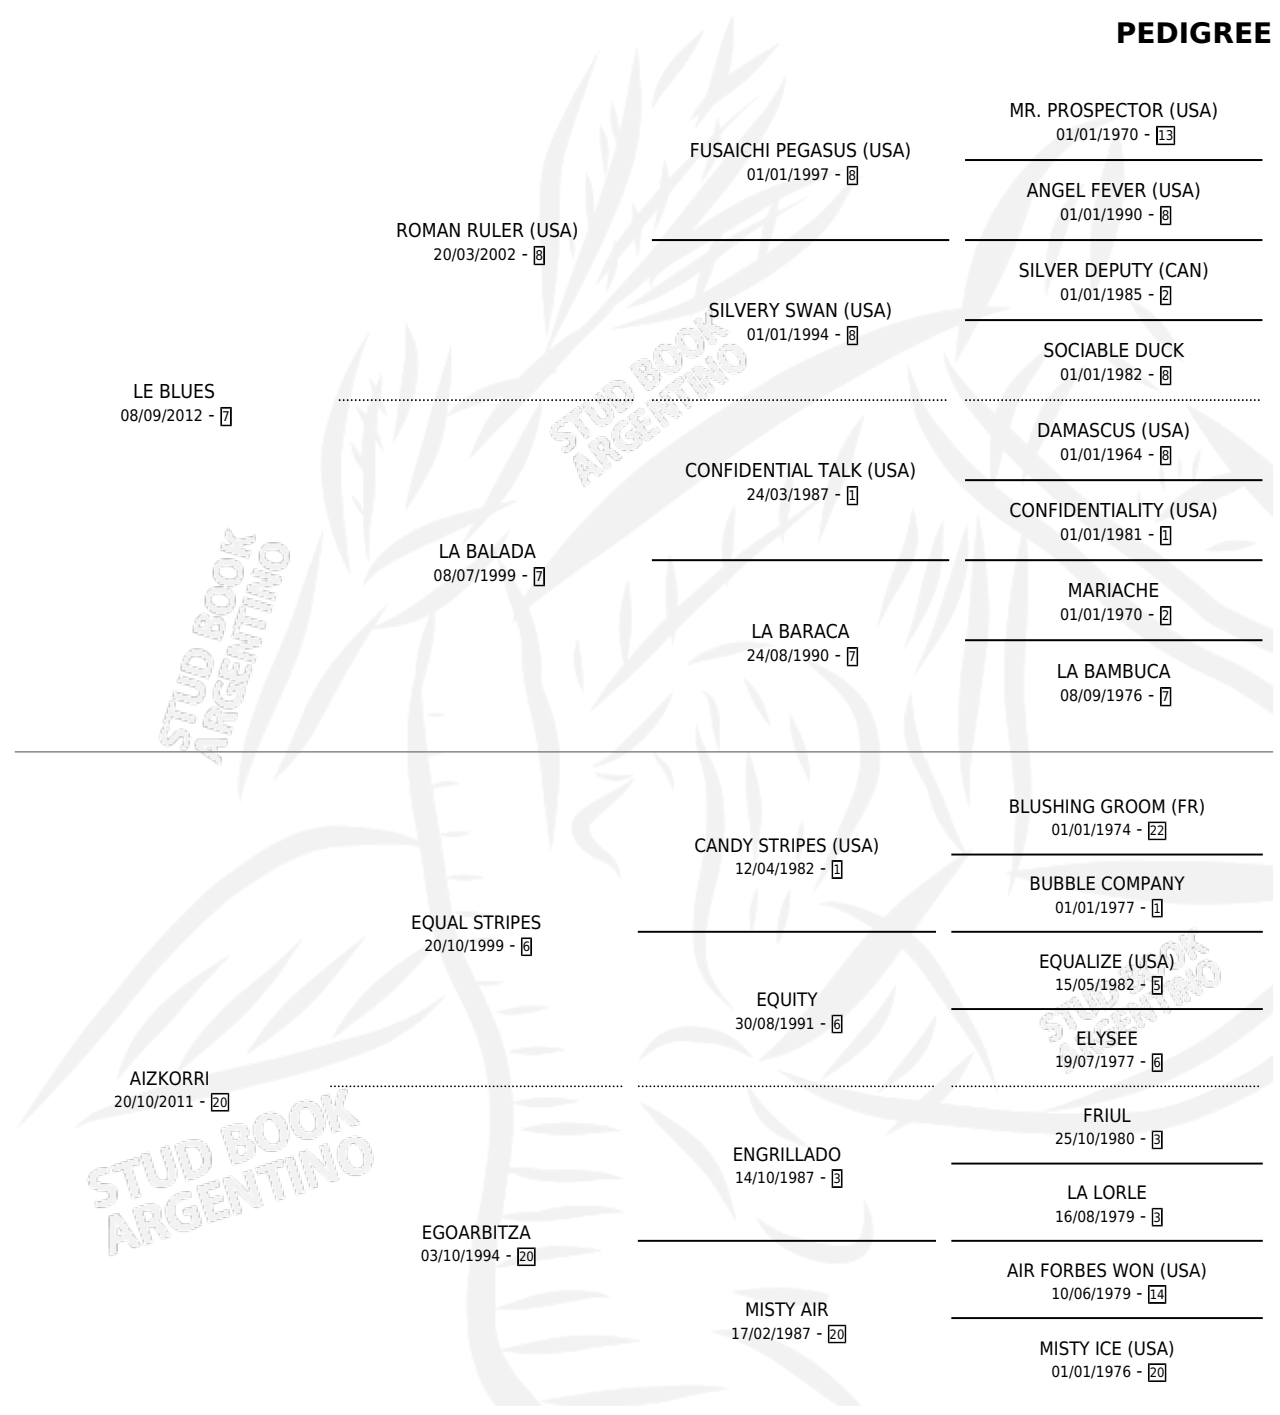 PEDIGREE
MR. PROSPECTOR (USA)
01/01/1970 - 13
FUSAICHI PEGASUS (USA)
01/01/1997 - 8
ANGEL FEVER (USA)
01/01/1990 - 8
ROMAN RULER (USA)
20/03/2002 - 8
SILVER DEPUTY (CAN)
01/01/1985 - 2
SILVERY SWAN (USA)
01/01/1994 - 8
SOCIABLE DUCK
01/01/1982 - 8
LE BLUES
08/09/2012 - 7
STUD BOOK
ARGENTINO
DAMASCUS (USA)
01/01/1964 - 8
CONFIDENTIAL TALK (USA)
24/03/1987 - 1
CONFIDENTIALITY (USA)
01/01/1981 - 1
LA BALADA
08/07/1999 - 7
MARIACHE
01/01/1970 - 2
LA BARACA
24/08/1990 - 7
LA BAMBUCA
08/09/1976 - 7
STUD BOOK
ARGENTINO
BLUSHING GROOM (FR)
01/01/1974 - 22
CANDY STRIPES (USA)
12/04/1982 - 1
BUBBLE COMPANY
01/01/1977 - 1
EQUAL STRIPES
20/10/1999 - 6
EQUALIZE (USA)
15/05/1982 - 5
EQUITY
30/08/1991 - 6
STUD BOOK
ARGENTINO
ELYSEE
19/07/1977 - 6
AIZKORRI
20/10/2011 - 20
FRIUL
25/10/1980 - 3
ENGRILLADO
14/10/1987 - 3
LA LORLE
16/08/1979 - 3
STUD BOOK
ARGENTINO
EGOARBITZA
03/10/1994 - 20
AIR FORBES WON (USA)
10/06/1979 - 14
MISTY AIR
17/02/1987 - 20
MISTY ICE (USA)
01/01/1976 - 20